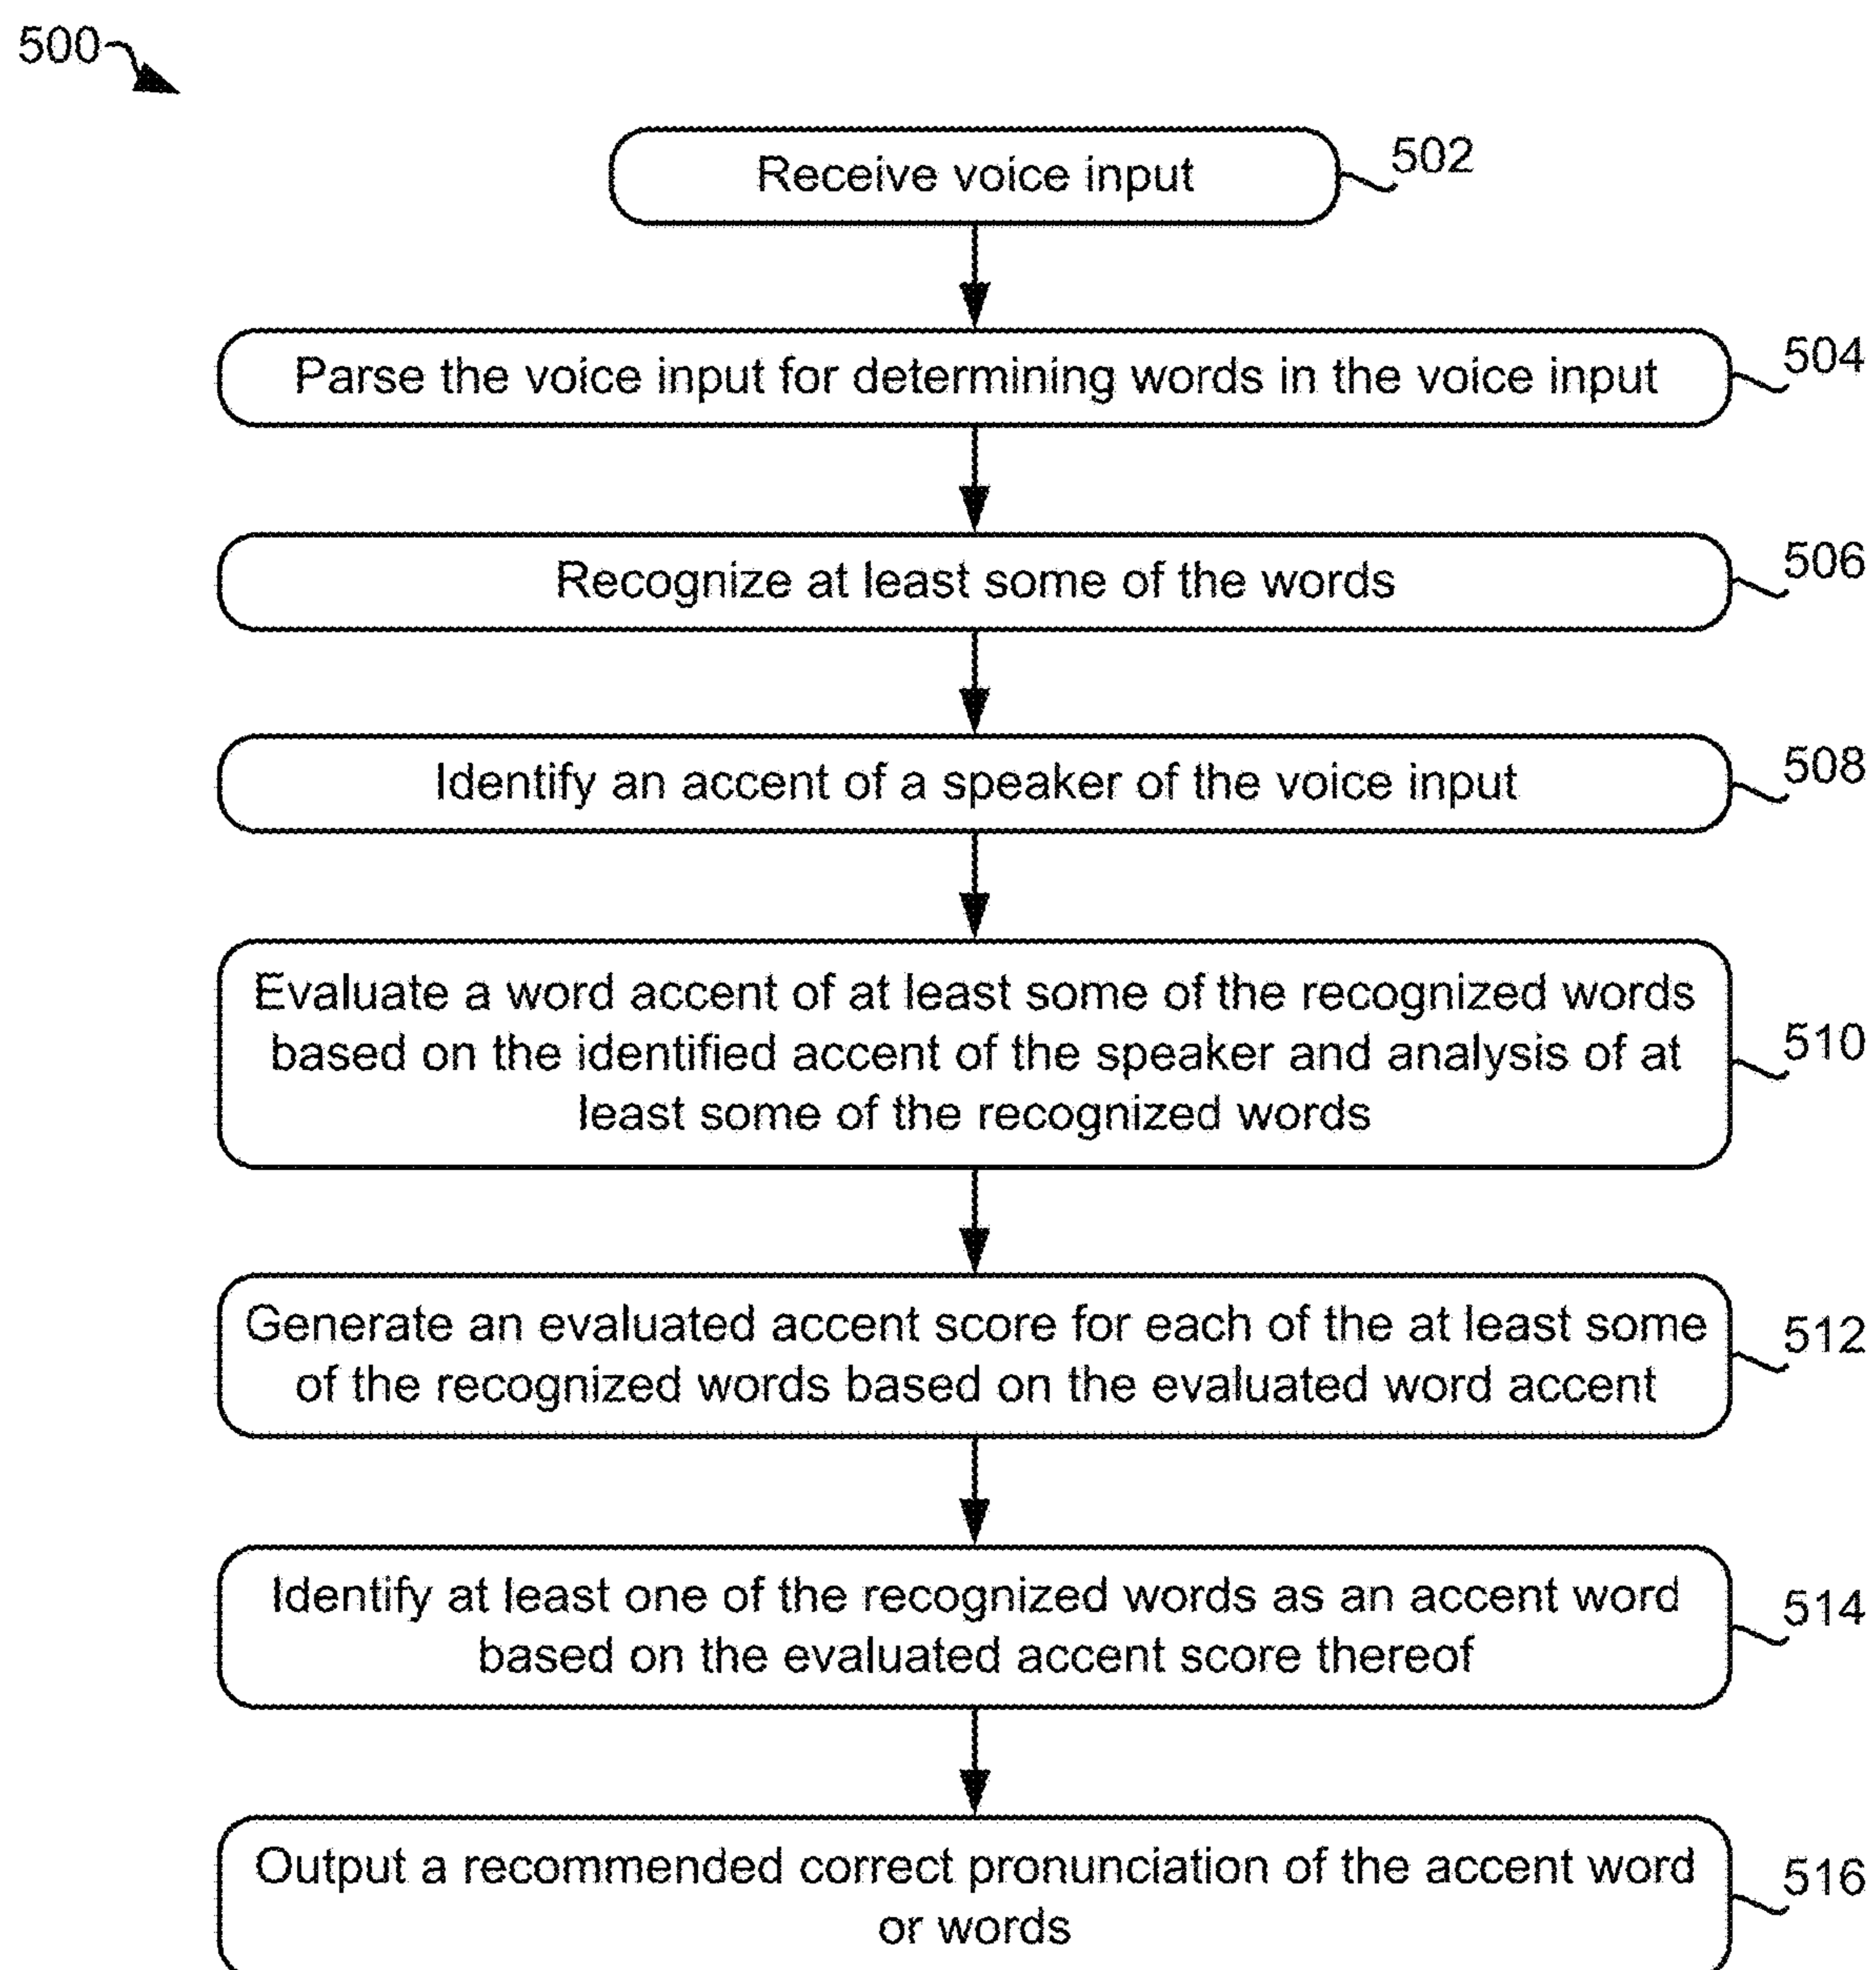 500
Receive voice input
502
Parse the voice input for determining words in the voice input
504
Recognize at least some of the words
506
Identify an accent of a speaker of the voice input
508
Evaluate a word accent of at least some of the recognized words
based on the identified accent of the speaker and analysis of at
least some of the recognized words
510
Generate an evaluated accent score for each of the at least some
of the recognized words based on the evaluated word accent
512
Identify at least one of the recognized words as an accent word
based on the evaluated accent score thereof
514
Output a recommended correct pronunciation of the accent word
or words
516